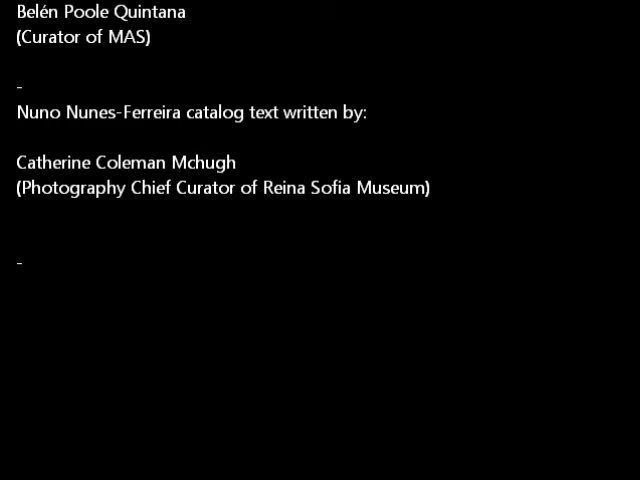 Belén Poole Quintana
(Curator of MAS)
-
Nuno Nunes-Ferreira catalog text written by:
Catherine Coleman Mchugh
(Photography Chief Curator of Reina Sofia Museum)
-